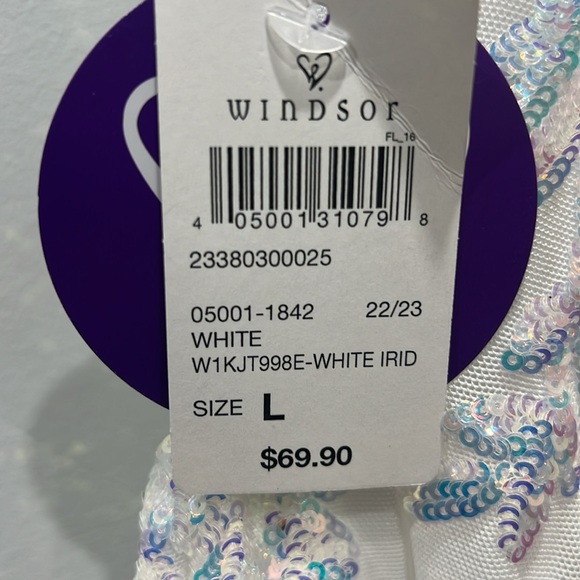 WINDSOR
FL_16
4 05001 31079 8
23380300025
05001-1842 22/23
WHITE
W1KJT998E-WHITE IRID
SIZE L
$69.90